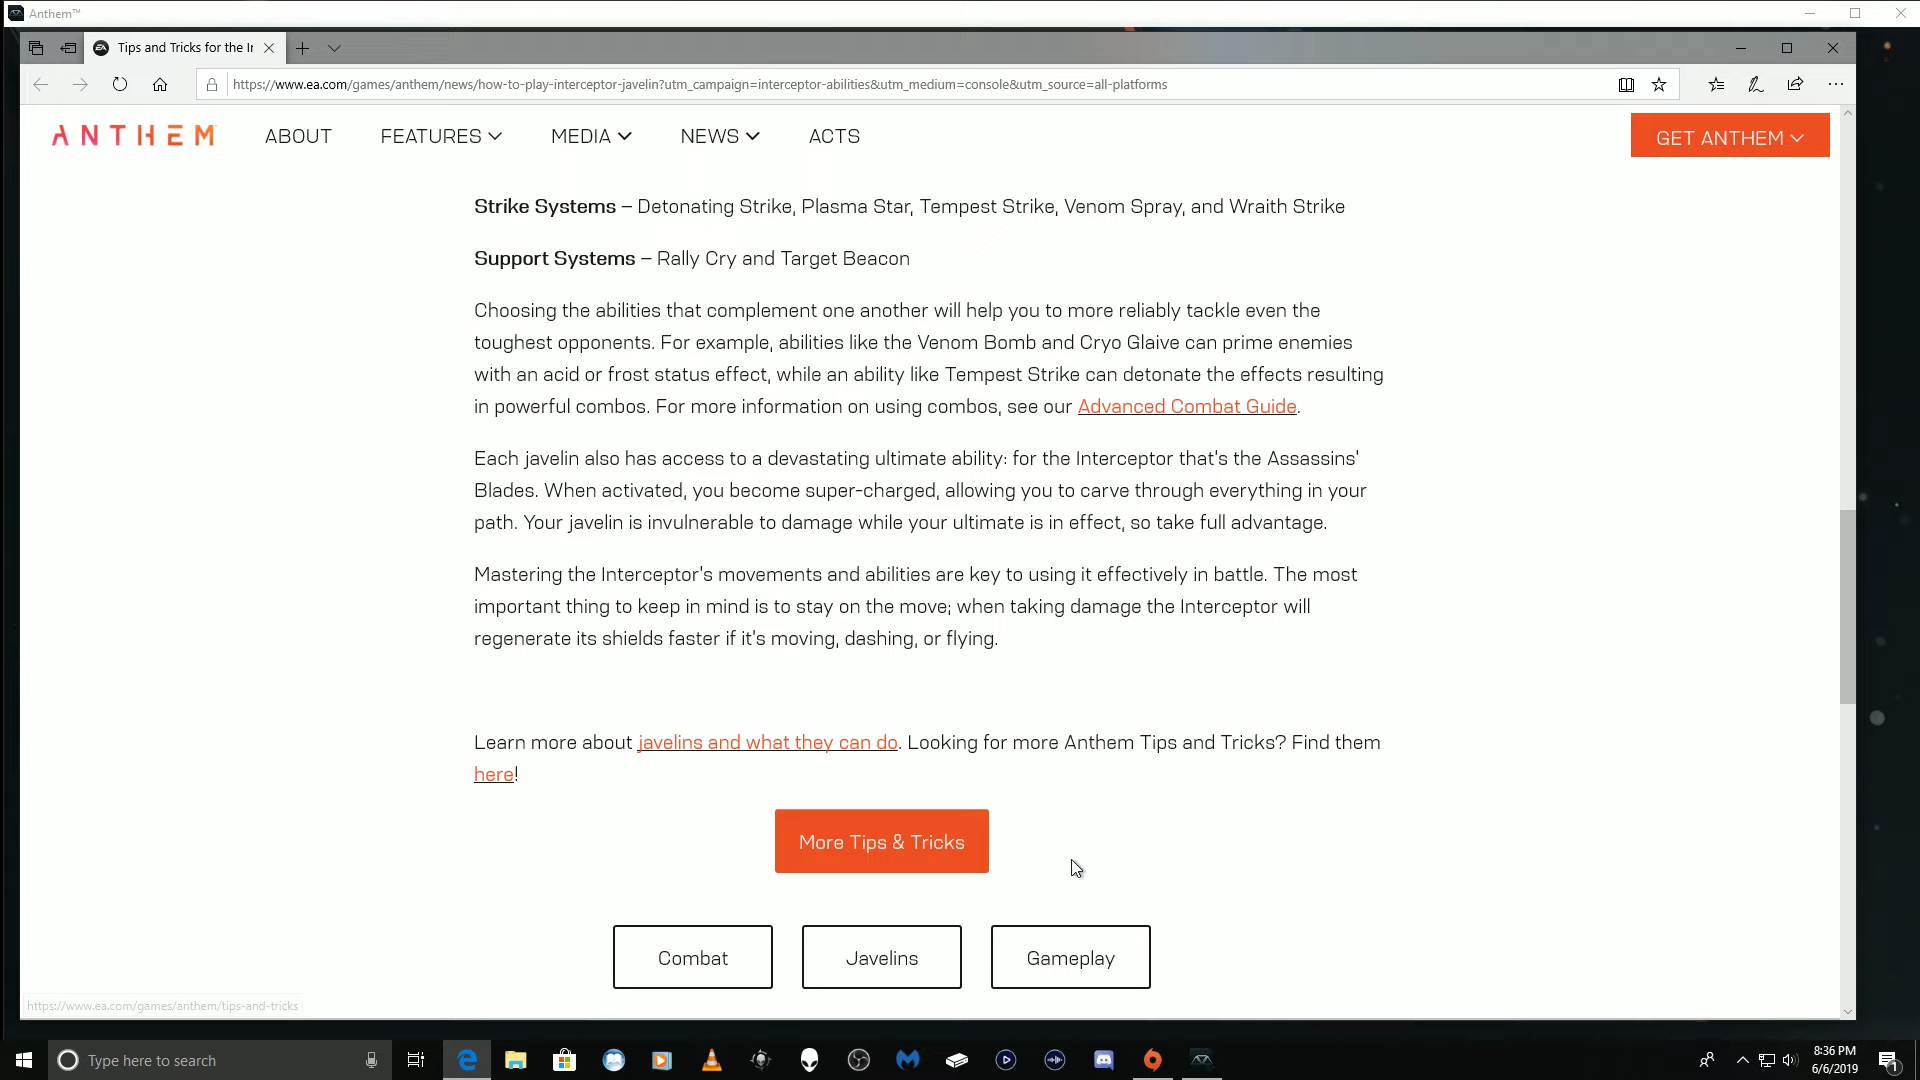 Anthem™
Tips and Tricks for the Ir
https://www.ea.com/games/anthem/news/how-to-play-interceptor-javelin?utm_campaign=interceptor-abilities&utm_medium=console&utm_source=all-platforms
ANTHEM ABOUT FEATURES MEDIA NEWS ACTS GET ANTHEM
Strike Systems – Detonating Strike, Plasma Star, Tempest Strike, Venom Spray, and Wraith Strike
Support Systems – Rally Cry and Target Beacon
Choosing the abilities that complement one another will help you to more reliably tackle even the
toughest opponents. For example, abilities like the Venom Bomb and Cryo Glaive can prime enemies
with an acid or frost status effect, while an ability like Tempest Strike can detonate the effects resulting
in powerful combos. For more information on using combos, see our Advanced Combat Guide.
Each javelin also has access to a devastating ultimate ability: for the Interceptor that's the Assassins'
Blades. When activated, you become super-charged, allowing you to carve through everything in your
path. Your javelin is invulnerable to damage while your ultimate is in effect, so take full advantage.
Mastering the Interceptor's movements and abilities are key to using it effectively in battle. The most
important thing to keep in mind is to stay on the move; when taking damage the Interceptor will
regenerate its shields faster if it's moving, dashing, or flying.
Learn more about javelins and what they can do. Looking for more Anthem Tips and Tricks? Find them
here!
More Tips & Tricks
Combat Javelins Gameplay
https://www.ea.com/games/anthem/tips-and-tricks
Type here to search
8:36 PM
6/6/2019
1